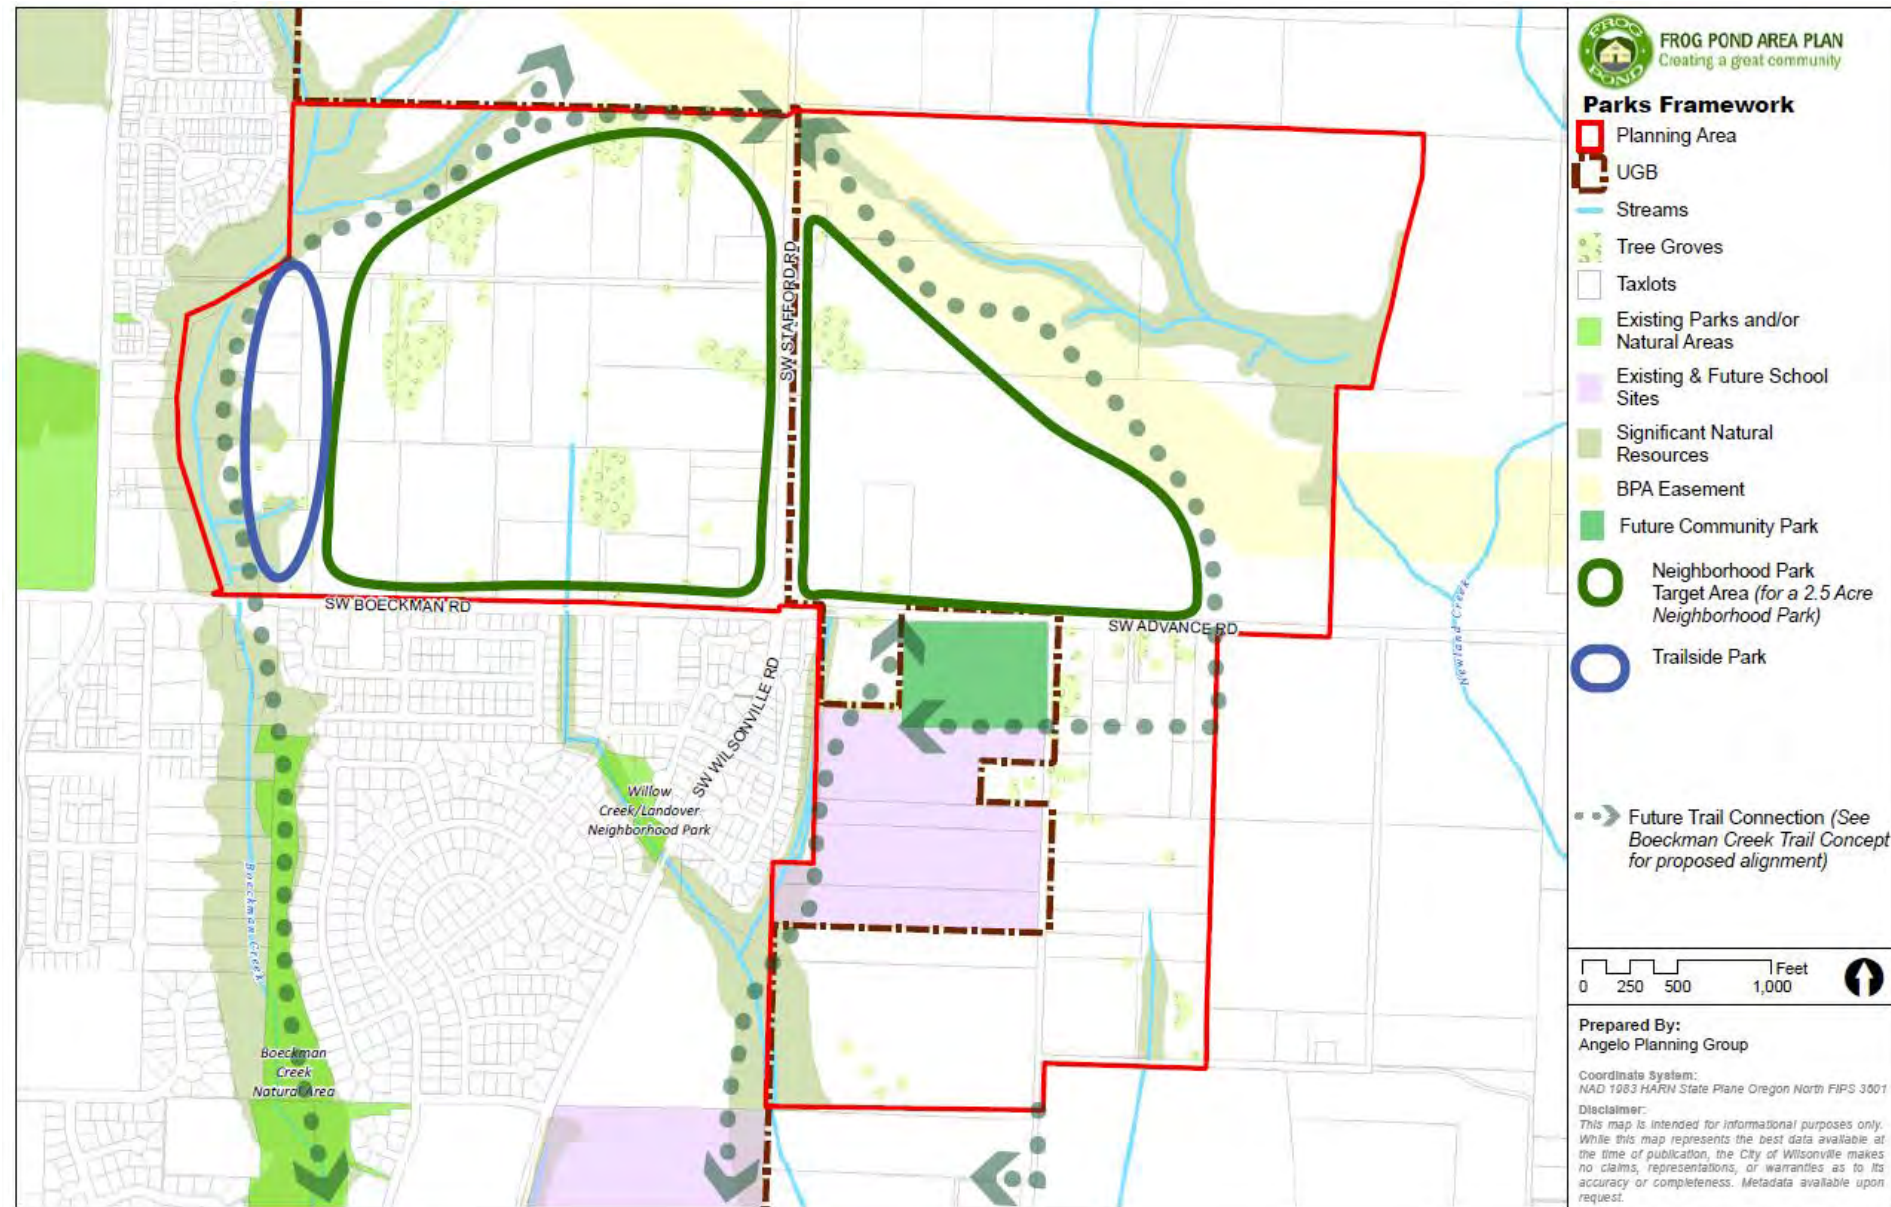 FROG
POND
FROG POND AREA PLAN
Creating a great community
Parks Framework
Planning Area
UGB
Streams
Tree Groves
Taxlots
Existing Parks and/or
Natural Areas
Existing & Future School
Sites
Significant Natural
Resources
BPA Easement
Future Community Park
Neighborhood Park
Target Area (for a 2.5 Acre
Neighborhood Park)
Trailside Park
Future Trail Connection (See
Boeckman Creek Trail Concept
for proposed alignment)
Feet
0 250 500 1,000
Prepared By:
Angelo Planning Group
Coordinate System:
NAD 1983 HARN State Plane Oregon North FIPS 3601
Disclaimer:
This map is intended for informational purposes only.
While this map represents the best data available at
the time of publication, the City of Wilsonville makes
no claims, representations, or warranties as to its
accuracy or completeness. Metadata available upon
request.
SW STAFFORD RD
SW BOECKMAN RD
SW ADVANCE RD
SW WILSONVILLE RD
Newland Creek
Willow
Creek/Landover
Neighborhood Park
Boeckman Creek
Boeckman
Creek
Natural Area